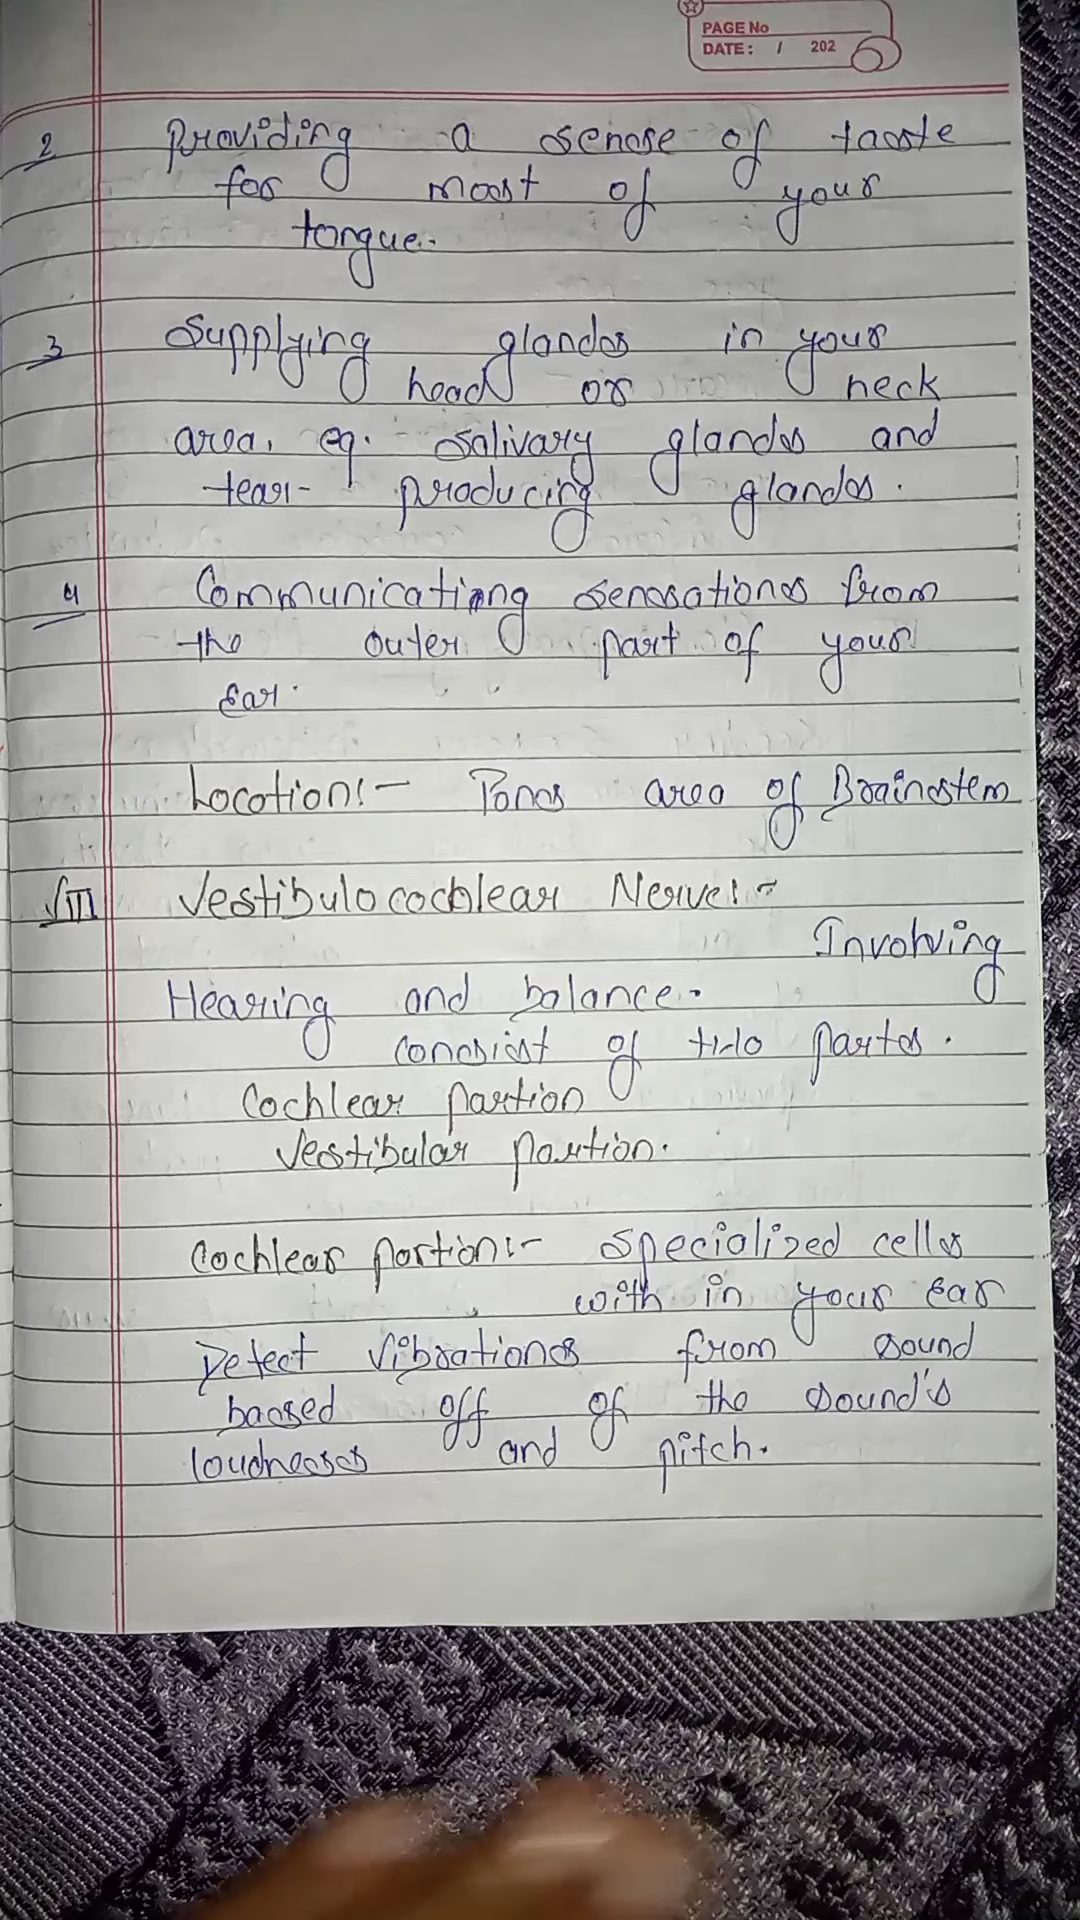 PAGE No
DATE: / 202
2 Providing a sense of taste
for most of your
tongue.
3 Supplying glands in your
head or neck
area, eg. Salivary glands and
tear- producing glands.
4 Communicating sensations from
the outer part of your
Ear.
Location:- Pons area of Brainstem
VIII Vestibulocochlear Nerve:-
Involving
Hearing and balance.
consist of two parts.
Cochlear portion
Vestibular portion.
Cochlear portion:- Specialized cells
with in your ear
Detect vibrations from sound
based off of the sound's
loudness and pitch.